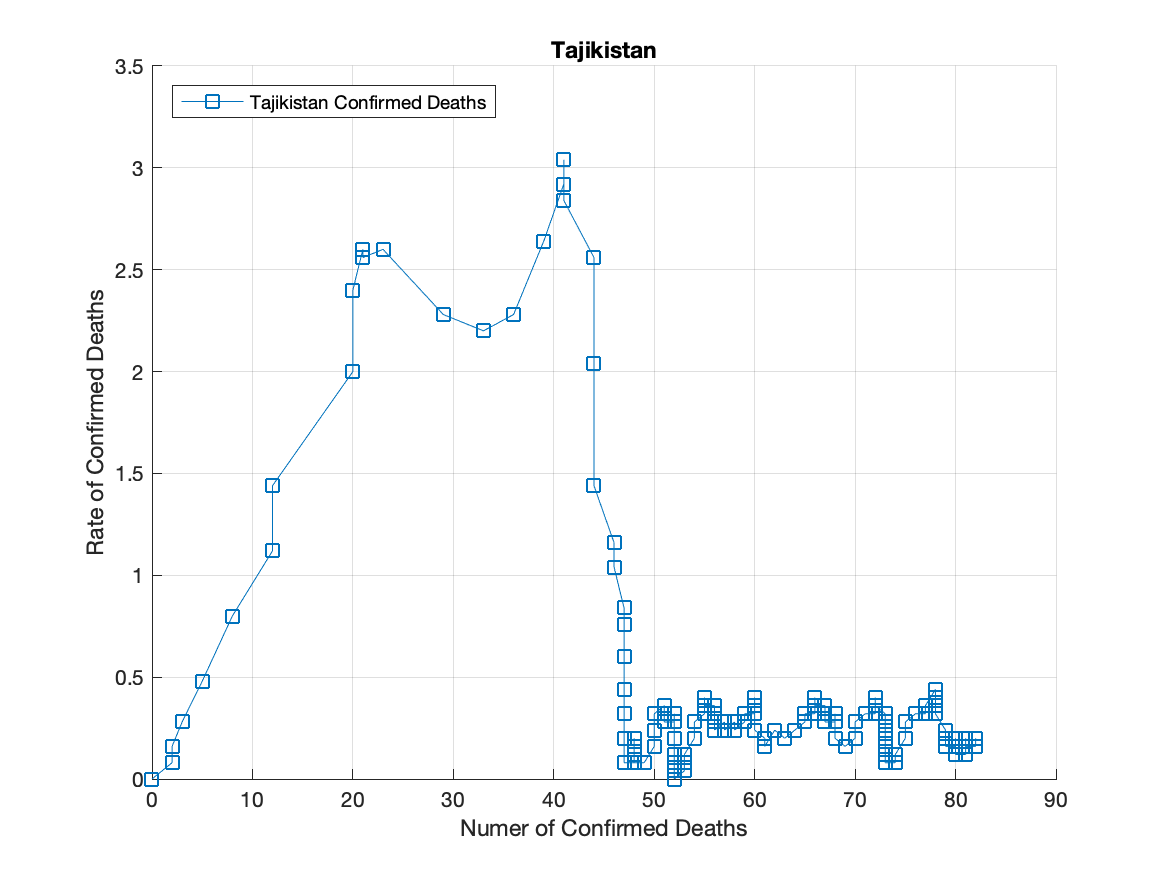 Tajikistan
Tajikistan Confirmed Deaths
3.5
3
2.5
2
1.5
1
0.5
0
Rate of Confirmed Deaths
0 10 20 30 40 50 60 70 80 90
Numer of Confirmed Deaths